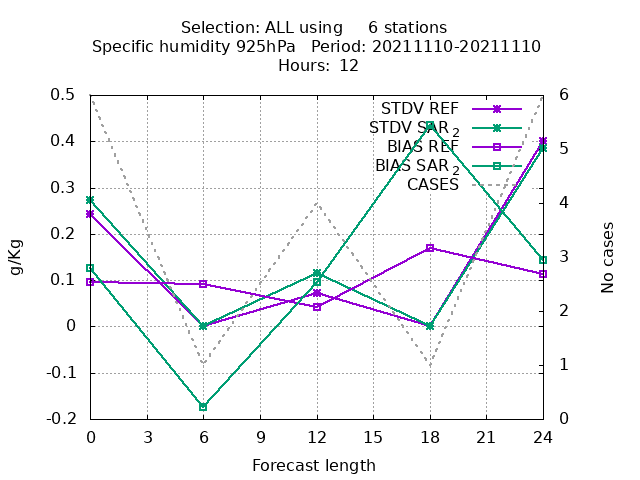 Selection: ALL using     6 stations
Specific humidity 925hPa   Period: 20211110-20211110
Hours: 12
STDV REF
STDV SAR 2
BIAS REF
BIAS SAR 2
CASES
0.5
0.4
0.3
0.2
0.1
0
-0.1
-0.2
g/Kg
6
5
4
3
2
1
0
No cases
0 3 6 9 12 15 18 21 24
Forecast length